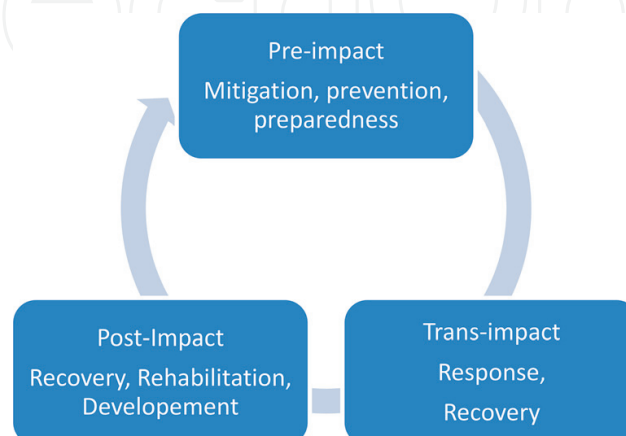 Pre-impact
Mitigation, prevention,
preparedness
Trans-impact
Response,
Recovery
Post-Impact
Recovery, Rehabilitation,
Developement